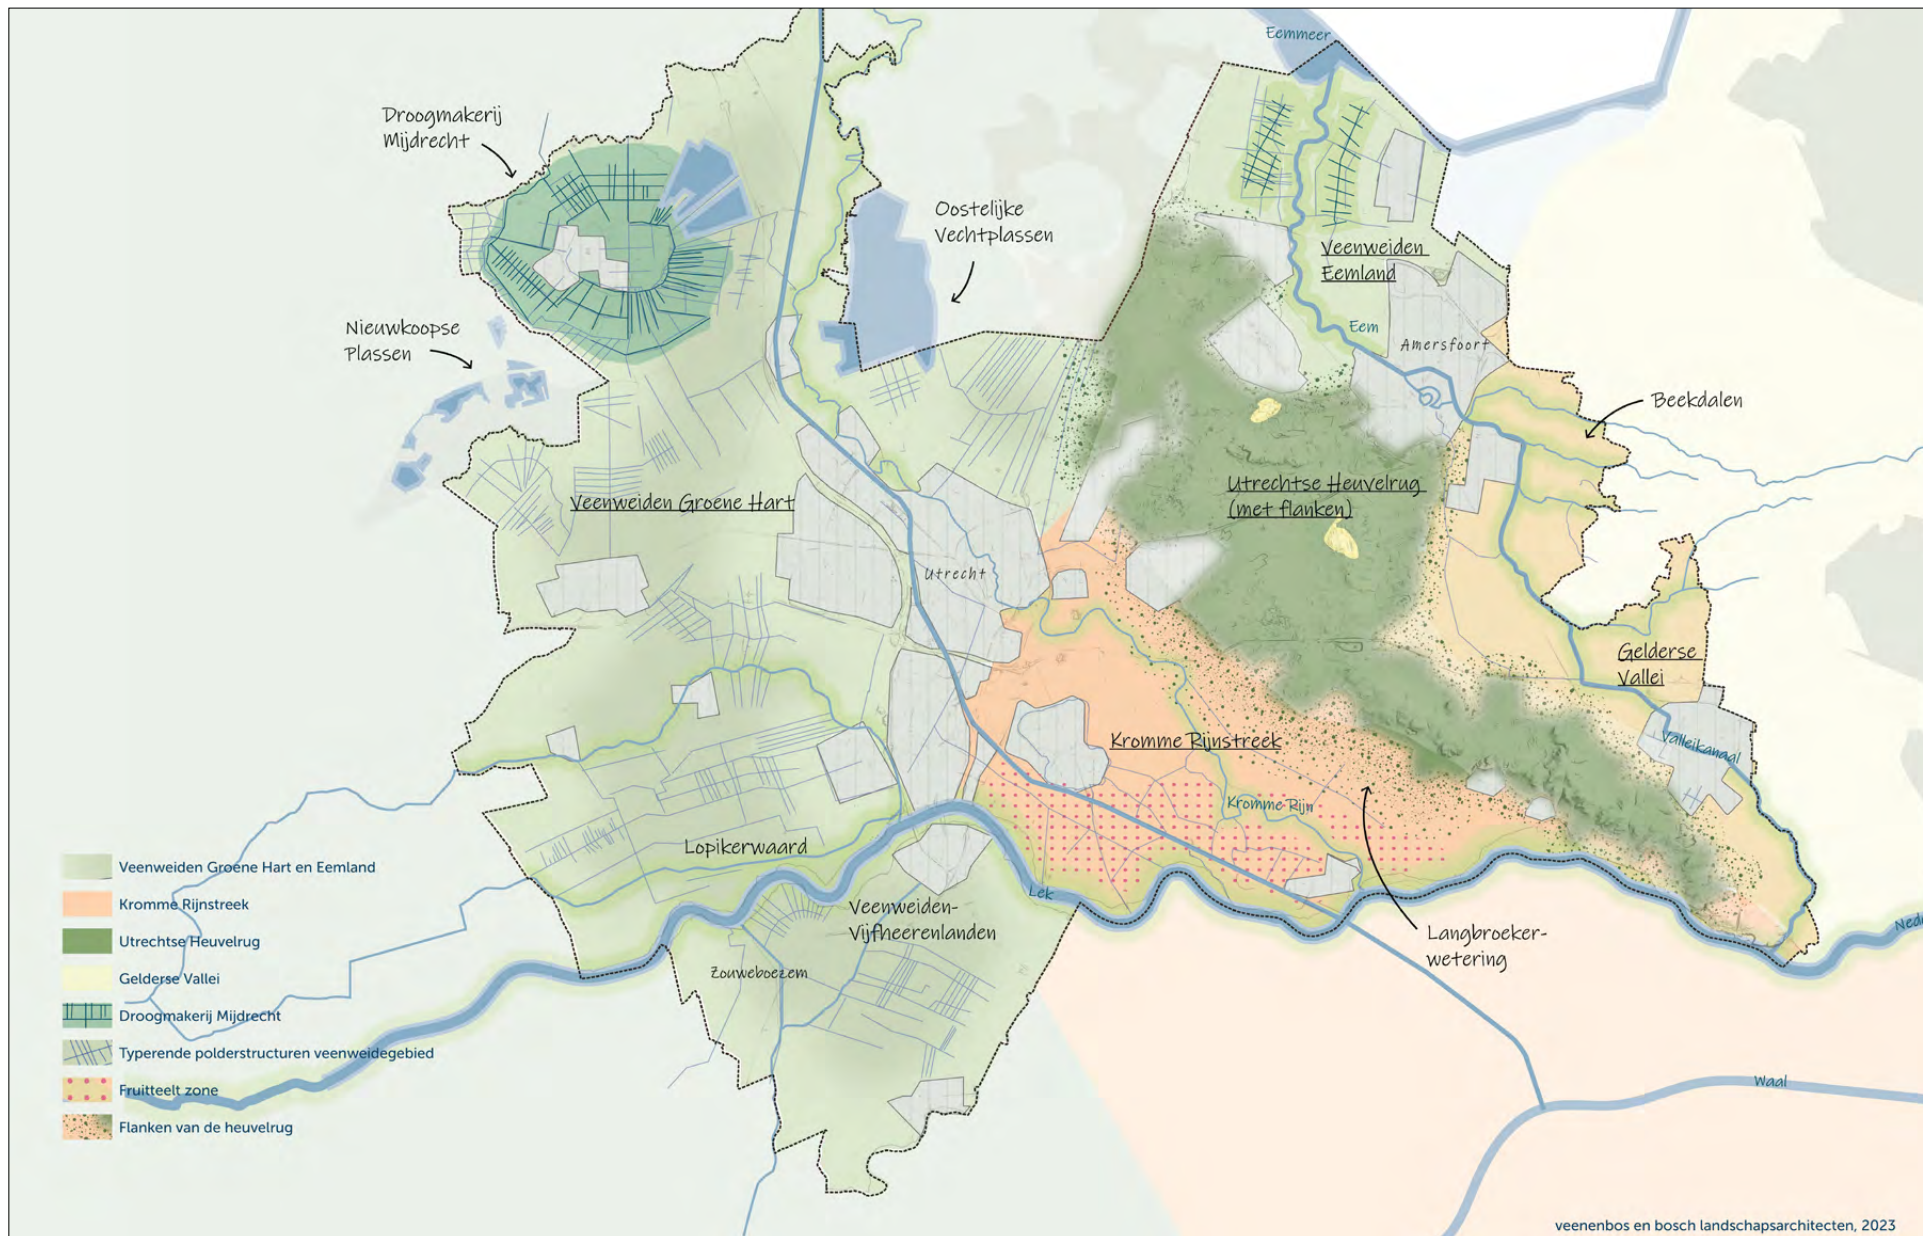 Eemmeer
Droogmakerij
Mijdrecht
Oostelijke
Vechtplassen
Veenweiden
Eemland
Nieuwkoopse
Plassen
Eem
Amersfoort
Beekdalen
Veenweiden Groene Hart
Utrechtse Heuvelrug
(met flanken)
Utrecht
Gelderse
Vallei
Kromme Rijnstreek
Valleikanaal
Kromme Rijn
Lopikerwaard
Lek
Veenweiden-
Vijfheerenlanden
Langbroeker-
wetering
Zouweboezem
Waal
Veenweiden Groene Hart en Eemland
Kromme Rijnstreek
Utrechtse Heuvelrug
Gelderse Vallei
Droogmakerij Mijdrecht
Typerende polderstructuren veenweidegebied
Fruitteelt zone
Flanken van de heuvelrug
veenenbos en bosch landschapsarchitecten, 2023